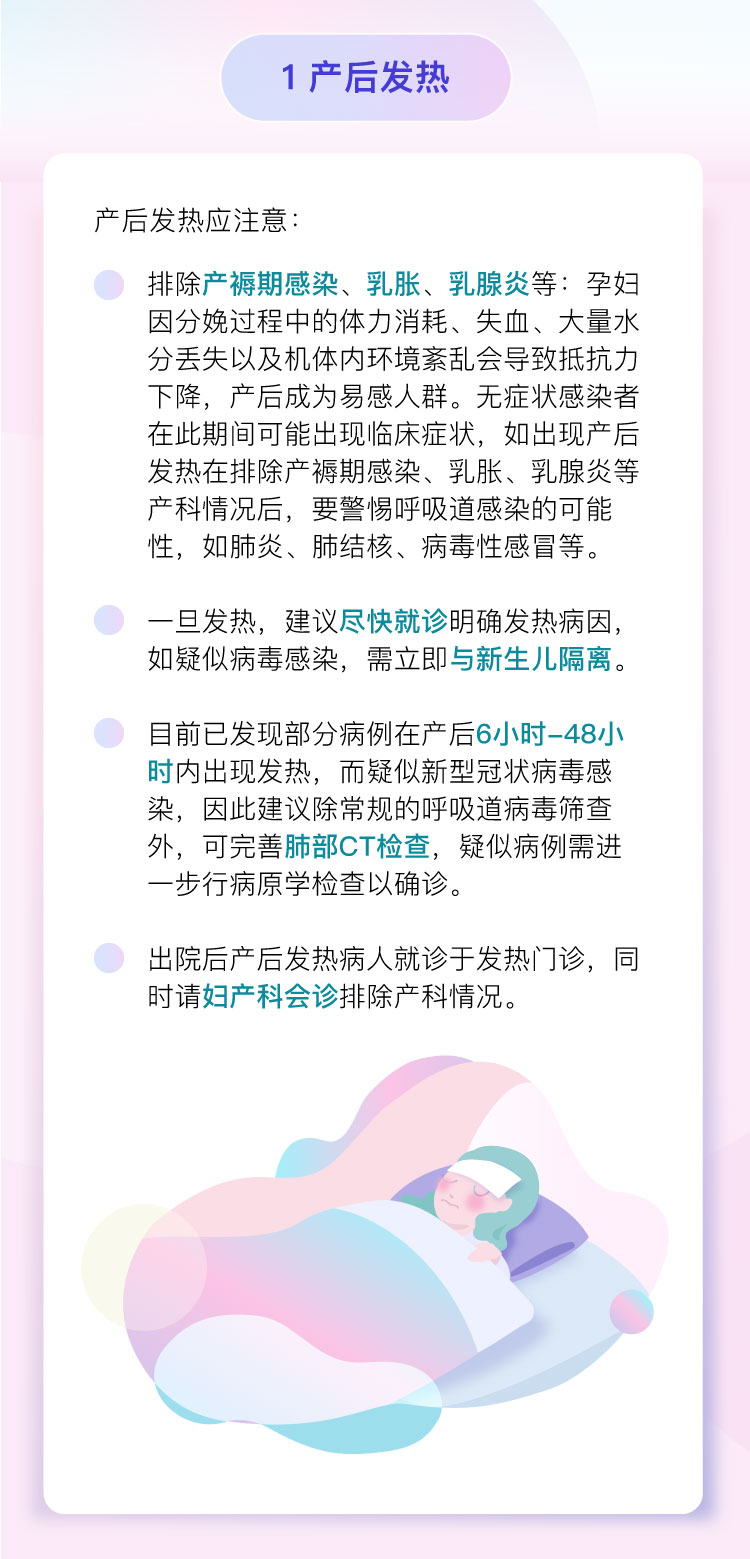 1 产后发热
产后发热应注意：
排除产褥期感染、乳胀、乳腺炎等：孕妇
因分娩过程中的体力消耗、失血、大量水
分丢失以及机体内环境紊乱会导致抵抗力
下降，产后成为易感人群。无症状感染者
在此期间可能出现临床症状，如出现产后
发热在排除产褥期感染、乳胀、乳腺炎等
产科情况后，要警惕呼吸道感染的可能
性，如肺炎、肺结核、病毒性感冒等。
一旦发热，建议尽快就诊明确发热病因，
如疑似病毒感染，需立即与新生儿隔离。
目前已发现部分病例在产后6小时–48小
时内出现发热，而疑似新型冠状病毒感
染，因此建议除常规的呼吸道病毒筛查
外，可完善肺部CT检查，疑似病例需进
一步行病原学检查以确诊。
出院后产后发热病人就诊于发热门诊，同
时请妇产科会诊排除产科情况。